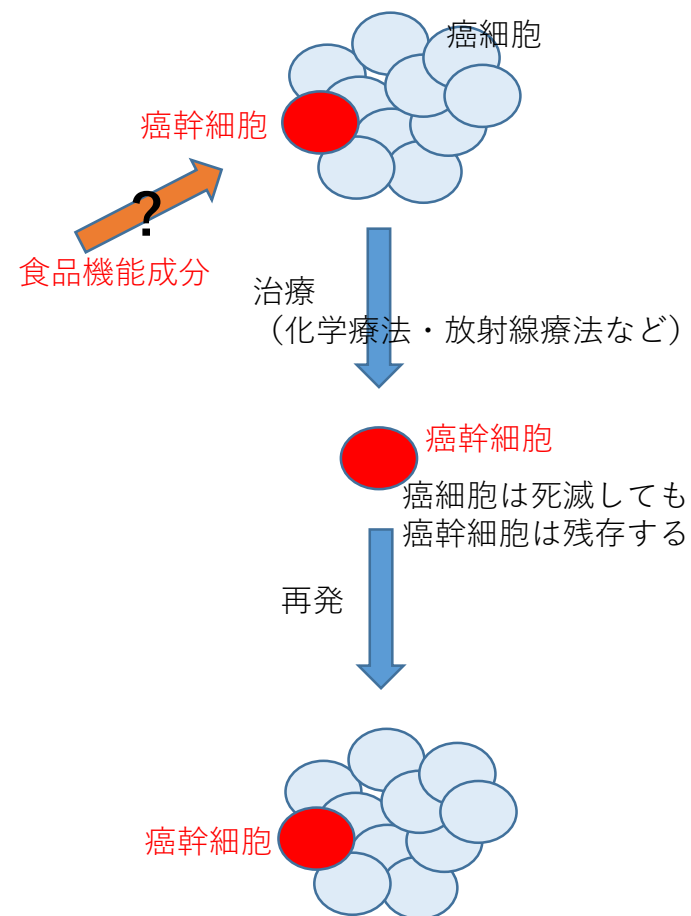 癌細胞
癌幹細胞
?
食品機能成分
治療
（化学療法・放射線療法など）
癌幹細胞
癌細胞は死滅しても
癌幹細胞は残存する
再発
癌幹細胞